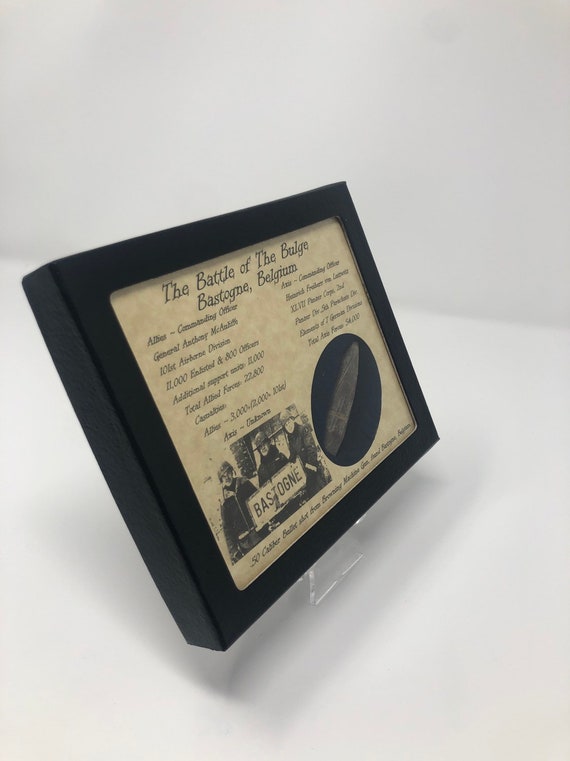 The Battle of The Bulge
Bastogne, Belgium
Allies ~ Commanding Officer
General Anthony McAuliffe
101st Airborne Division
11,000 Enlisted & 800 Officers
Additional support units: 11,000
Total Allied Forces: 22,800
Casualties:
Allies ~ 3,000+(2,000+ 101st)
Axis ~ Unknown
Axis ~ Commanding Officer
Heinrich Freiherr von Luttwitz
XLVII Panzer Corps, 2nd
Panzer Div, 5th Parachute Div,
Elements of 7 German Divisions
Total Axis Forces: 54,000
BASTOGNE
.50 Caliber Bullet shot from Browning Machine Gun, found Bastogne, Belgium